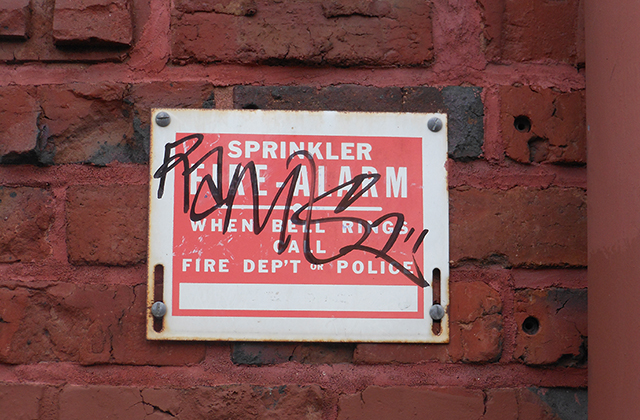 SPRINKLER
FIRE-ALARM
WHEN BELL RINGS
CALL
FIRE DEP'T OR POLICE